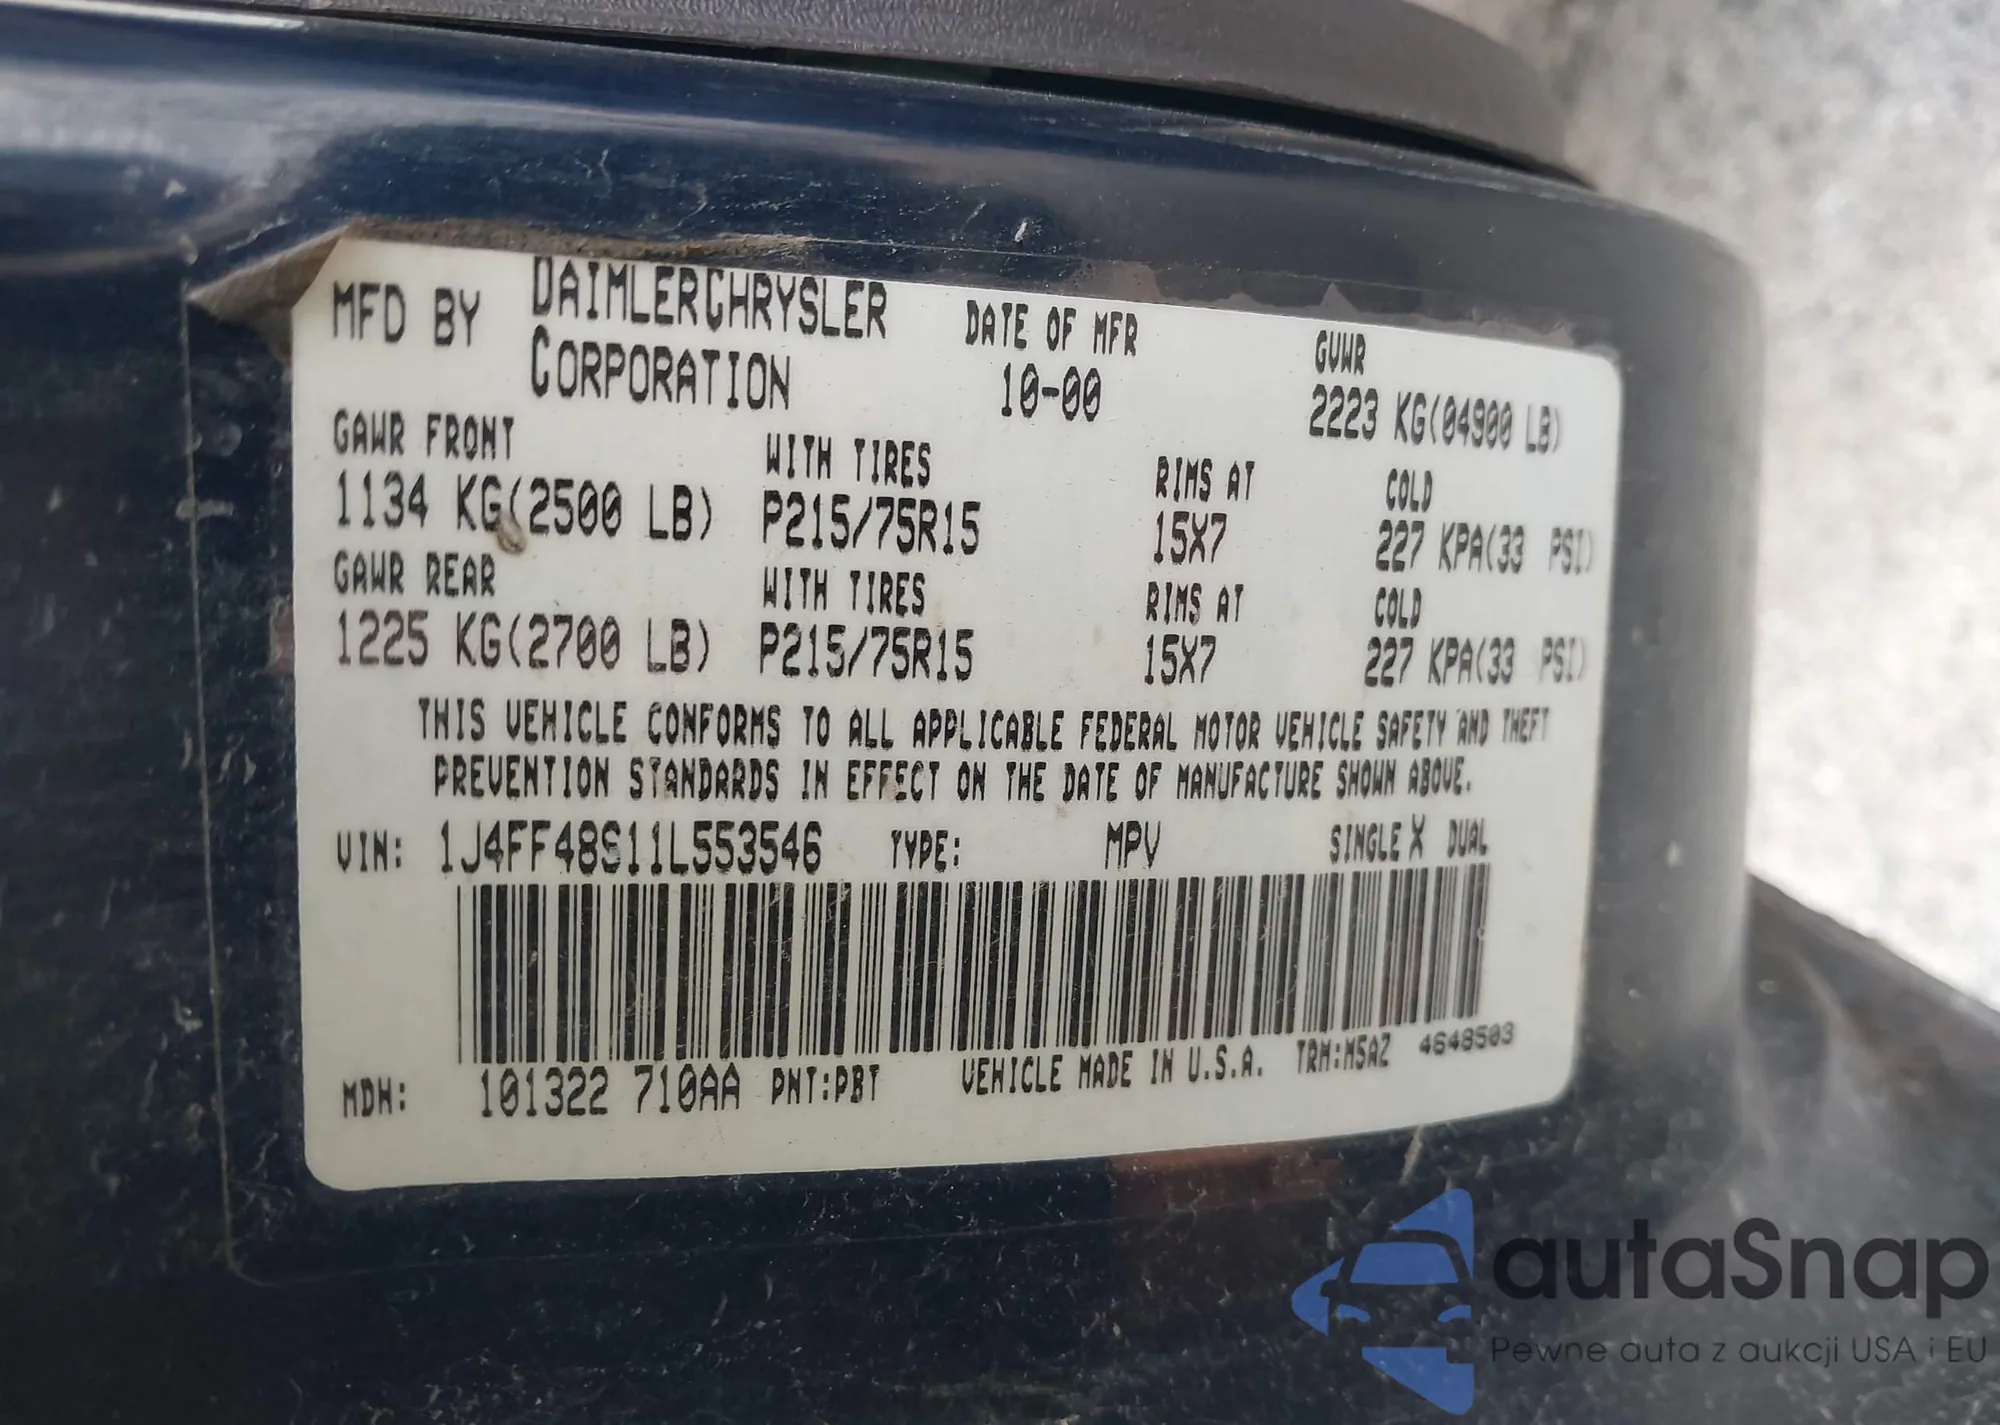 MFD BY DAIMLERCHRYSLER CORPORATION DATE OF MFR 10-00 GVWR 2223 KG(04900 LB)
GAWR FRONT WITH TIRES RIMS AT COLD
1134 KG(2500 LB) P215/75R15 15X7 227 KPA(33 PSI)
GAWR REAR WITH TIRES RIMS AT COLD
1225 KG(2700 LB) P215/75R15 15X7 227 KPA(33 PSI)
THIS VEHICLE CONFORMS TO ALL APPLICABLE FEDERAL MOTOR VEHICLE SAFETY AND THEFT
PREVENTION STANDARDS IN EFFECT ON THE DATE OF MANUFACTURE SHOWN ABOVE.
VIN: 1J4FF48S11L553546 TYPE: MPV SINGLE X DUAL
MDH: 101322 710AA PNT:PBT VEHICLE MADE IN U.S.A. TRM:M5AZ 4648503
autaSnap
Pewne auta z aukcji USA i EU